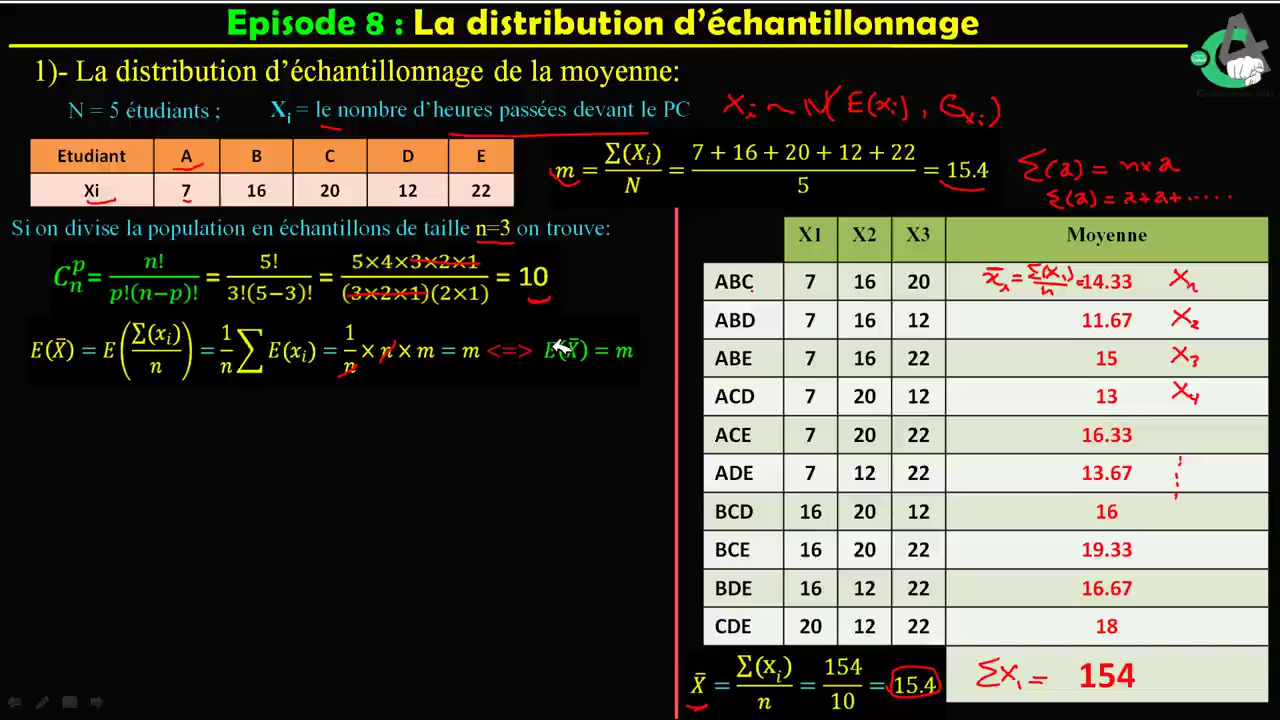 Episode 8 : La distribution d'échantillonnage
1)- La distribution d'échantillonnage de la moyenne:
N = 5 étudiants ; Xi = le nombre d'heures passées devant le PC
Xi ~ N( E(xi) , σxi)
Etudiant A B C D E
Xi 7 16 20 12 22
m = ∑(Xi)/N = (7 + 16 + 20 + 12 + 22)/5 = 15.4
∑(a) = n×a
∑(a) = a+a+.....
Si on divise la population en échantillons de taille n=3 on trouve:
C_n^p = n!/(p!(n−p)!) = 5!/(3!(5−3)!) = (5×4×3×2×1)/((3×2×1)(2×1)) = 10
E(X̄) = E(∑(xi)/n) = 1/n ∑ E(xi) = 1/n × n × m = m <=> E(X̄) = m
X1 X2 X3 Moyenne
ABC 7 16 20 x̄1 = ∑(xi)/n = 14.33
ABD 7 16 12 11.67 X2
ABE 7 16 22 15 X3
ACD 7 20 12 13 X4
ACE 7 20 22 16.33
ADE 7 12 22 13.67
BCD 16 20 12 16
BCE 16 20 22 19.33
BDE 16 12 22 16.67
CDE 20 12 22 18
∑Xi = 154
X̄ = ∑(xi)/n = 154/10 = 15.4